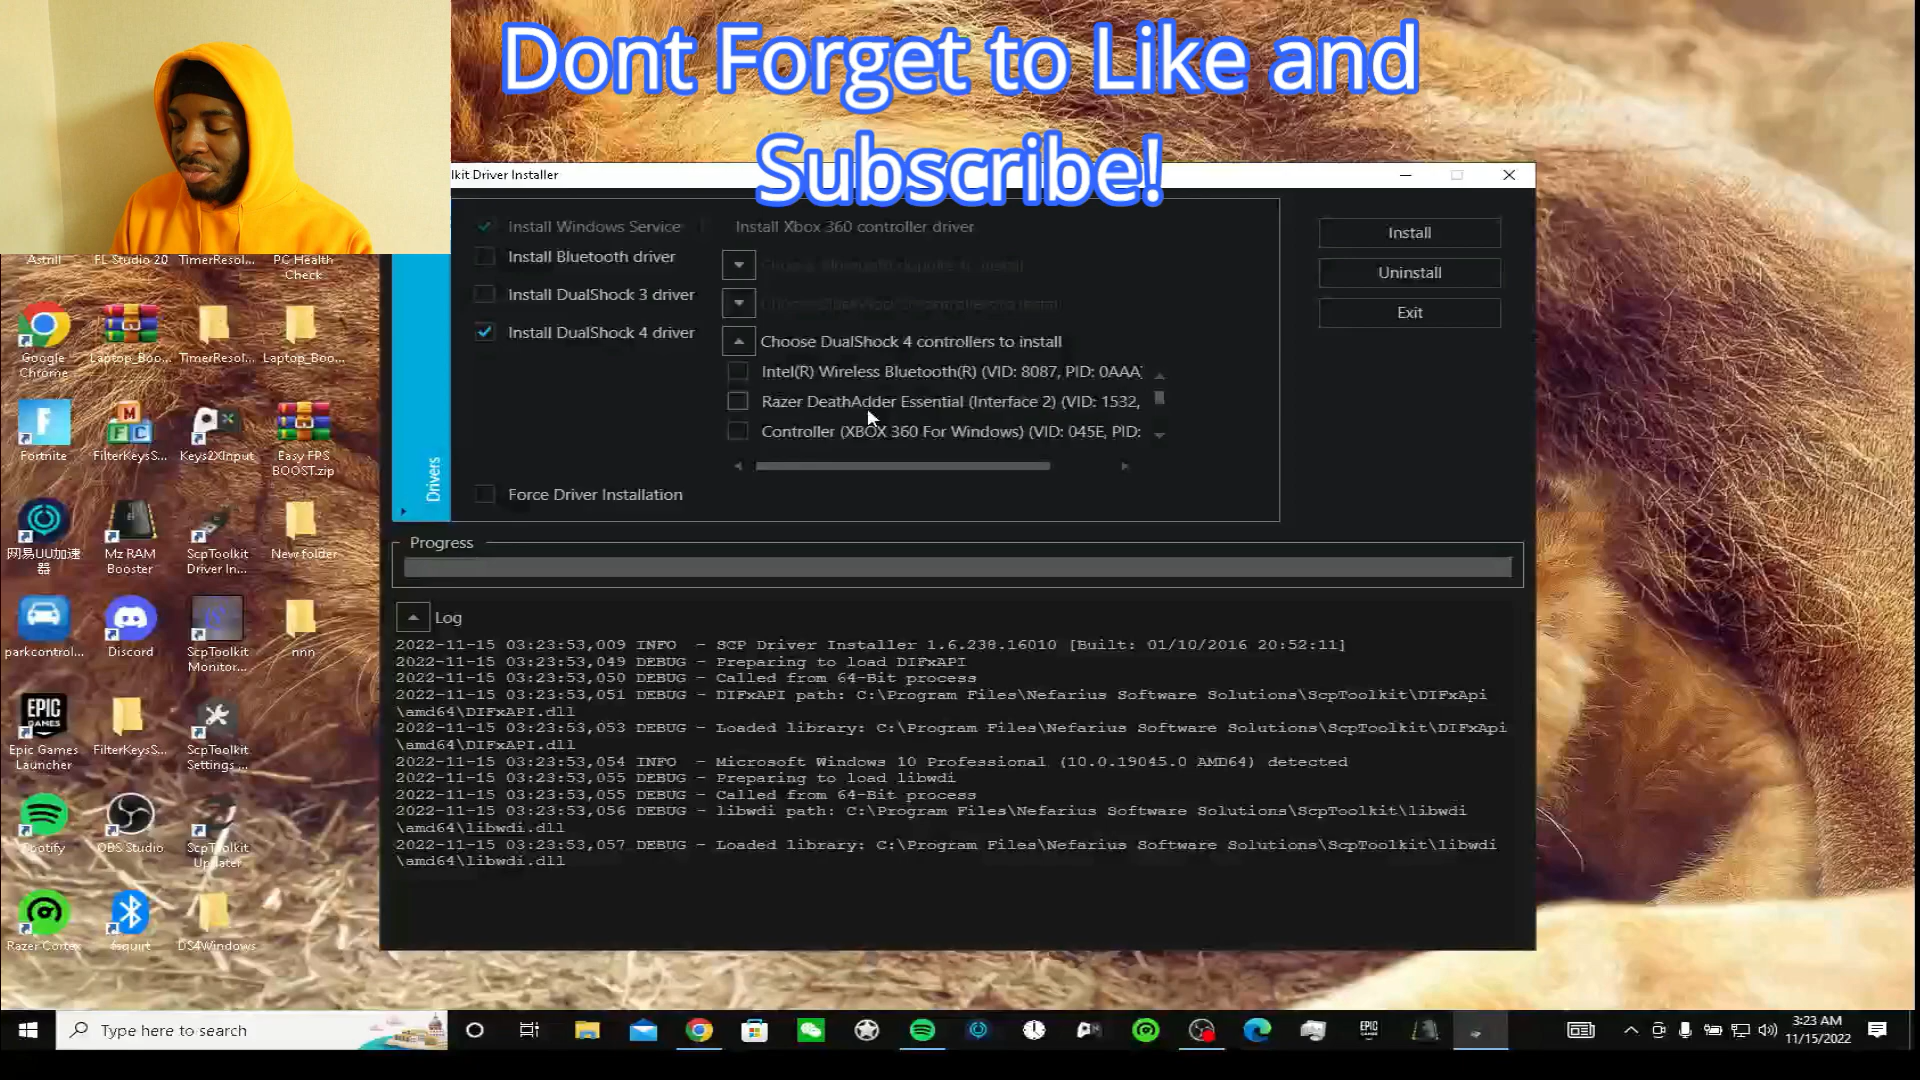 Dont Forget to Like and
Subscribe!
lkit Driver Installer
Install Windows Service
Install Xbox 360 controller driver
Install Bluetooth driver
Install DualShock 3 driver
Install DualShock 4 driver
Choose DualShock 4 controllers to install
Intel(R) Wireless Bluetooth(R) (VID: 8087, PID: 0AAA)
Razer DeathAdder Essential (Interface 2) (VID: 1532,
Controller (XBOX 360 For Windows) (VID: 045E, PID:
Force Driver Installation
Drivers
Install
Uninstall
Exit
Progress
Log
2022-11-15 03:23:53,009 INFO - SCP Driver Installer 1.6.238.16010 [Built: 01/10/2016 20:52:11]
2022-11-15 03:23:53,049 DEBUG - Preparing to load DIFxAPI
2022-11-15 03:23:53,050 DEBUG - Called from 64-Bit process
2022-11-15 03:23:53,051 DEBUG - DIFxAPI path: C:\Program Files\Nefarius Software Solutions\ScpToolkit\DIFxApi
\amd64\DIFxAPI.dll
2022-11-15 03:23:53,053 DEBUG - Loaded library: C:\Program Files\Nefarius Software Solutions\ScpToolkit\DIFxApi
\amd64\DIFxAPI.dll
2022-11-15 03:23:53,054 INFO - Microsoft Windows 10 Professional (10.0.19045.0 AMD64) detected
2022-11-15 03:23:53,055 DEBUG - Preparing to load libwdi
2022-11-15 03:23:53,055 DEBUG - Called from 64-Bit process
2022-11-15 03:23:53,056 DEBUG - libwdi path: C:\Program Files\Nefarius Software Solutions\ScpToolkit\libwdi
\amd64\libwdi.dll
2022-11-15 03:23:53,057 DEBUG - Loaded library: C:\Program Files\Nefarius Software Solutions\ScpToolkit\libwdi
\amd64\libwdi.dll
Astrill FL Studio 20 TimerResol... PC Health
Check
Google
Chrome
Laptop_Boo...
TimerResol...
Laptop_Boo...
Fortnite
FilterKeysS...
Keys2XInput
Easy FPS
BOOST.zip
网易UU加速
器
Mz RAM
Booster
ScpToolkit
Driver In...
New folder
parkcontrol...
Discord
ScpToolkit
Monitor...
nnn
EPIC
GAMES
Epic Games
Launcher
FilterKeysS...
ScpToolkit
Settings ...
Spotify
OBS Studio
ScpToolkit
Updater
Razer Cortex
6squirt
DS4Windows
Type here to search
EPIC
3:23 AM
11/15/2022